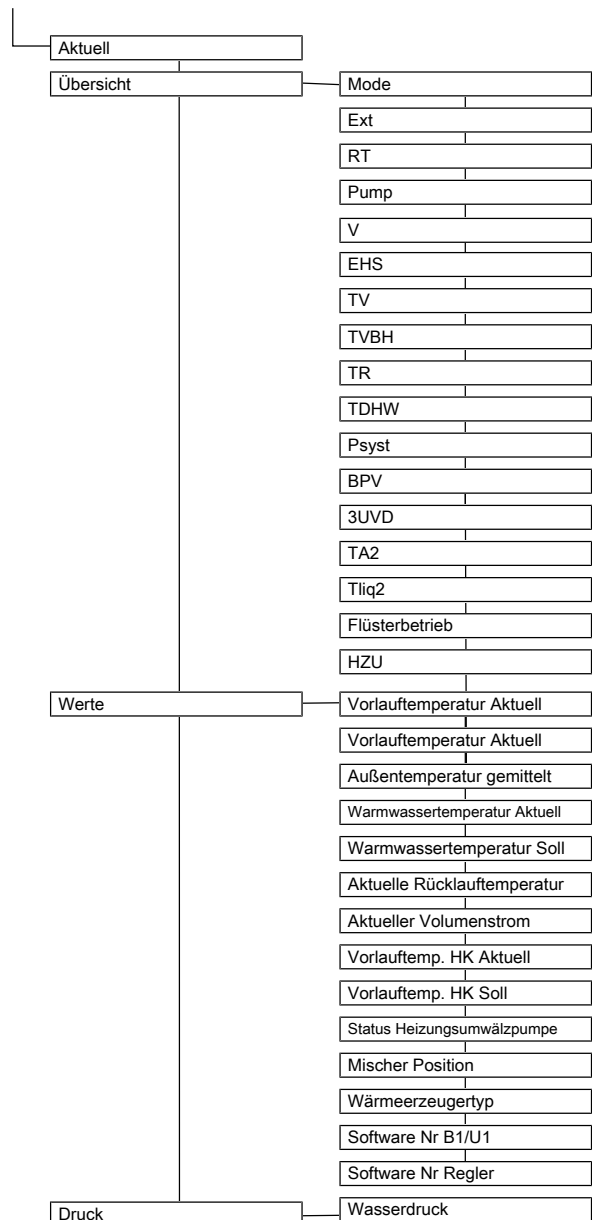 Aktuell
Übersicht
Mode
Ext
RT
Pump
V
EHS
TV
TVBH
TR
TDHW
Psyst
BPV
3UVD
TA2
Tliq2
Flüsterbetrieb
HZU
Werte
Vorlauftemperatur Aktuell
Vorlauftemperatur Aktuell
Außentemperatur gemittelt
Warmwassertemperatur Aktuell
Warmwassertemperatur Soll
Aktuelle Rücklauftemperatur
Aktueller Volumenstrom
Vorlauftemp. HK Aktuell
Vorlauftemp. HK Soll
Status Heizungsumwälzpumpe
Mischer Position
Wärmeerzeugertyp
Software Nr B1/U1
Software Nr Regler
Druck
Wasserdruck